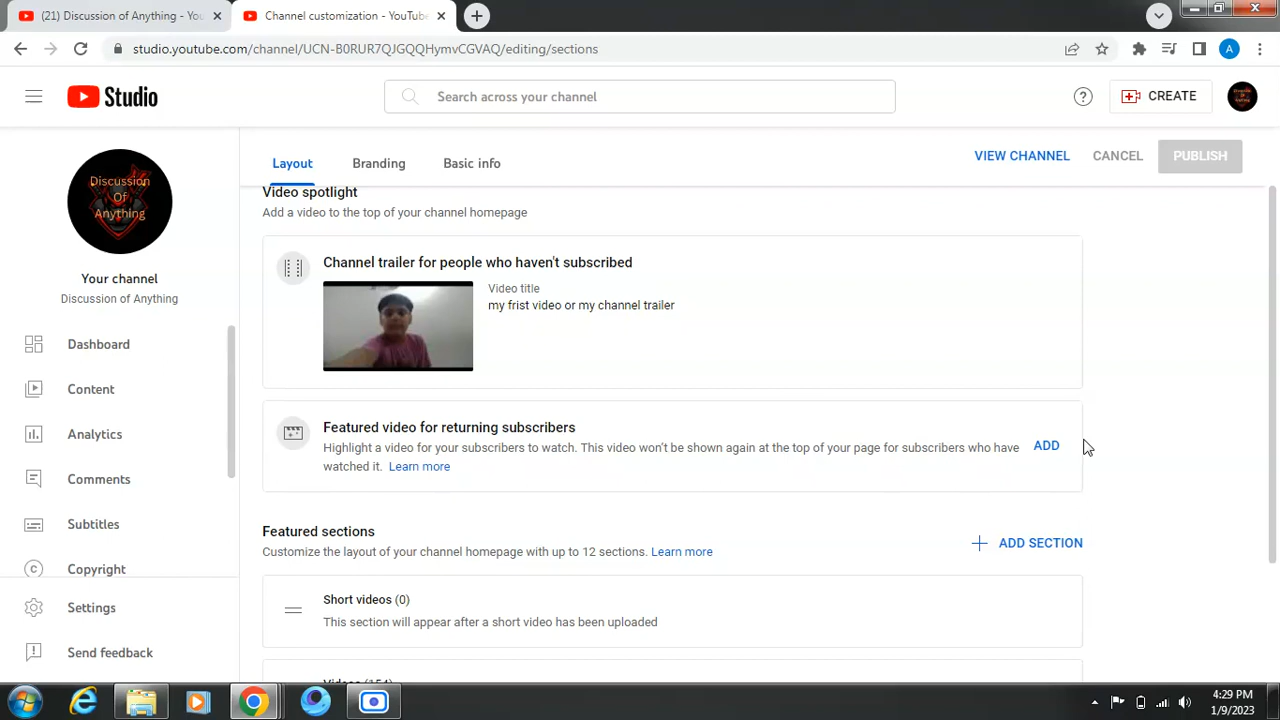 (21) Discussion of Anything - You
Channel customization - YouTube
studio.youtube.com/channel/UCN-B0RUR7QJGQQHymvCGVAQ/editing/sections
A
Studio
Search across your channel
CREATE
Layout
Branding
Basic info
VIEW CHANNEL
CANCEL
PUBLISH
Discussion
Of
Anything
Your channel
Discussion of Anything
Dashboard
Content
Analytics
Comments
Subtitles
Copyright
Settings
Send feedback
Video spotlight
Add a video to the top of your channel homepage
Channel trailer for people who haven't subscribed
Video title
my frist video or my channel trailer
Featured video for returning subscribers
Highlight a video for your subscribers to watch. This video won't be shown again at the top of your page for subscribers who have
watched it. Learn more
ADD
Featured sections
Customize the layout of your channel homepage with up to 12 sections. Learn more
ADD SECTION
Short videos (0)
This section will appear after a short video has been uploaded
4:29 PM
1/9/2023